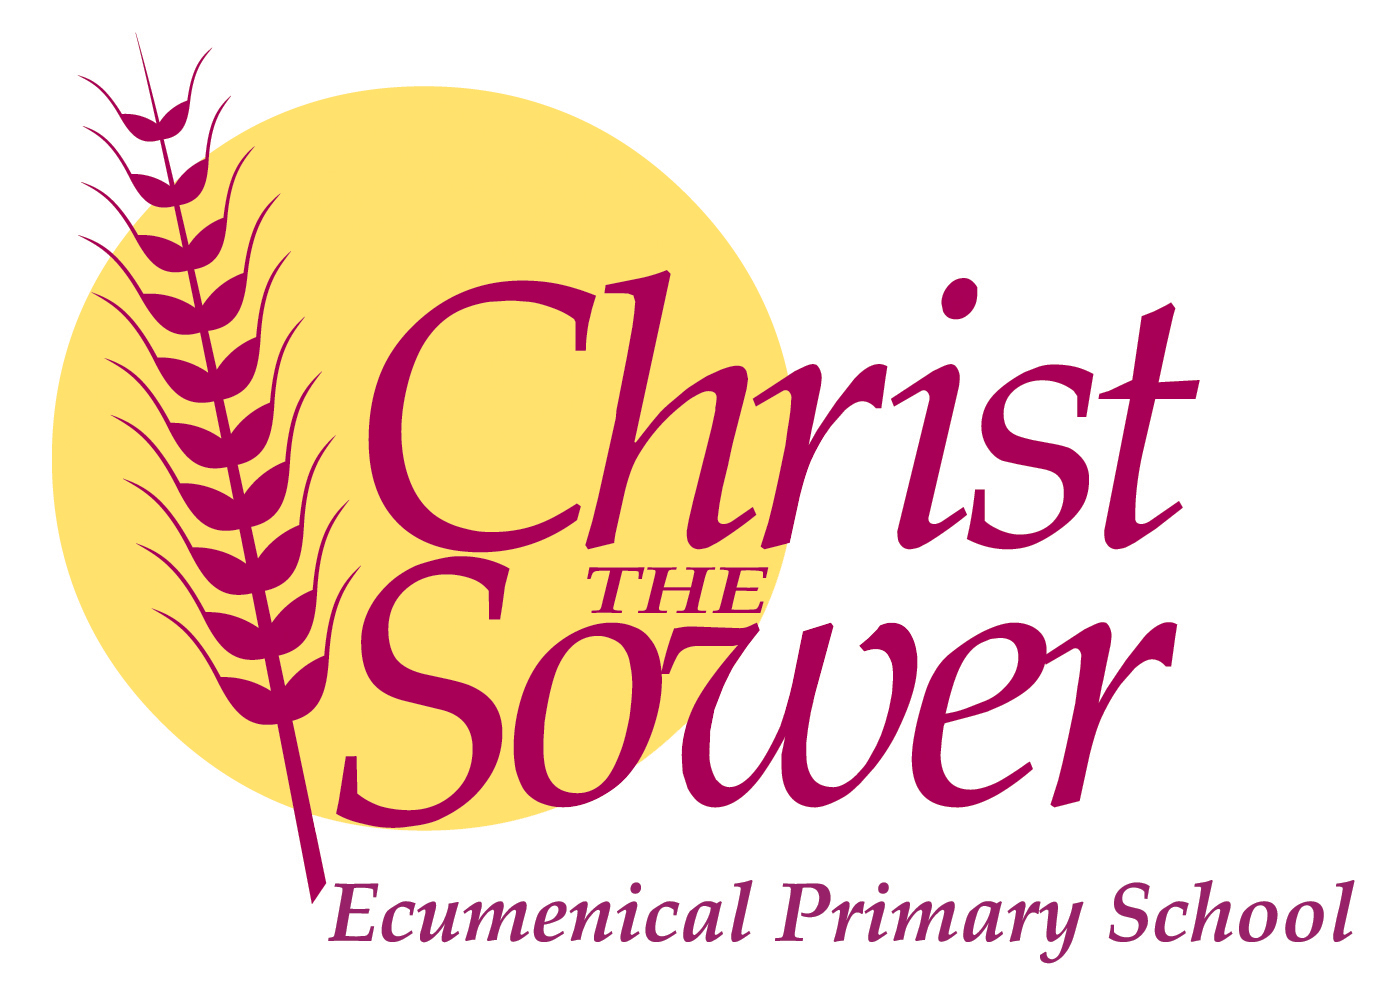 Christ
THE
Sower
Ecumenical Primary School